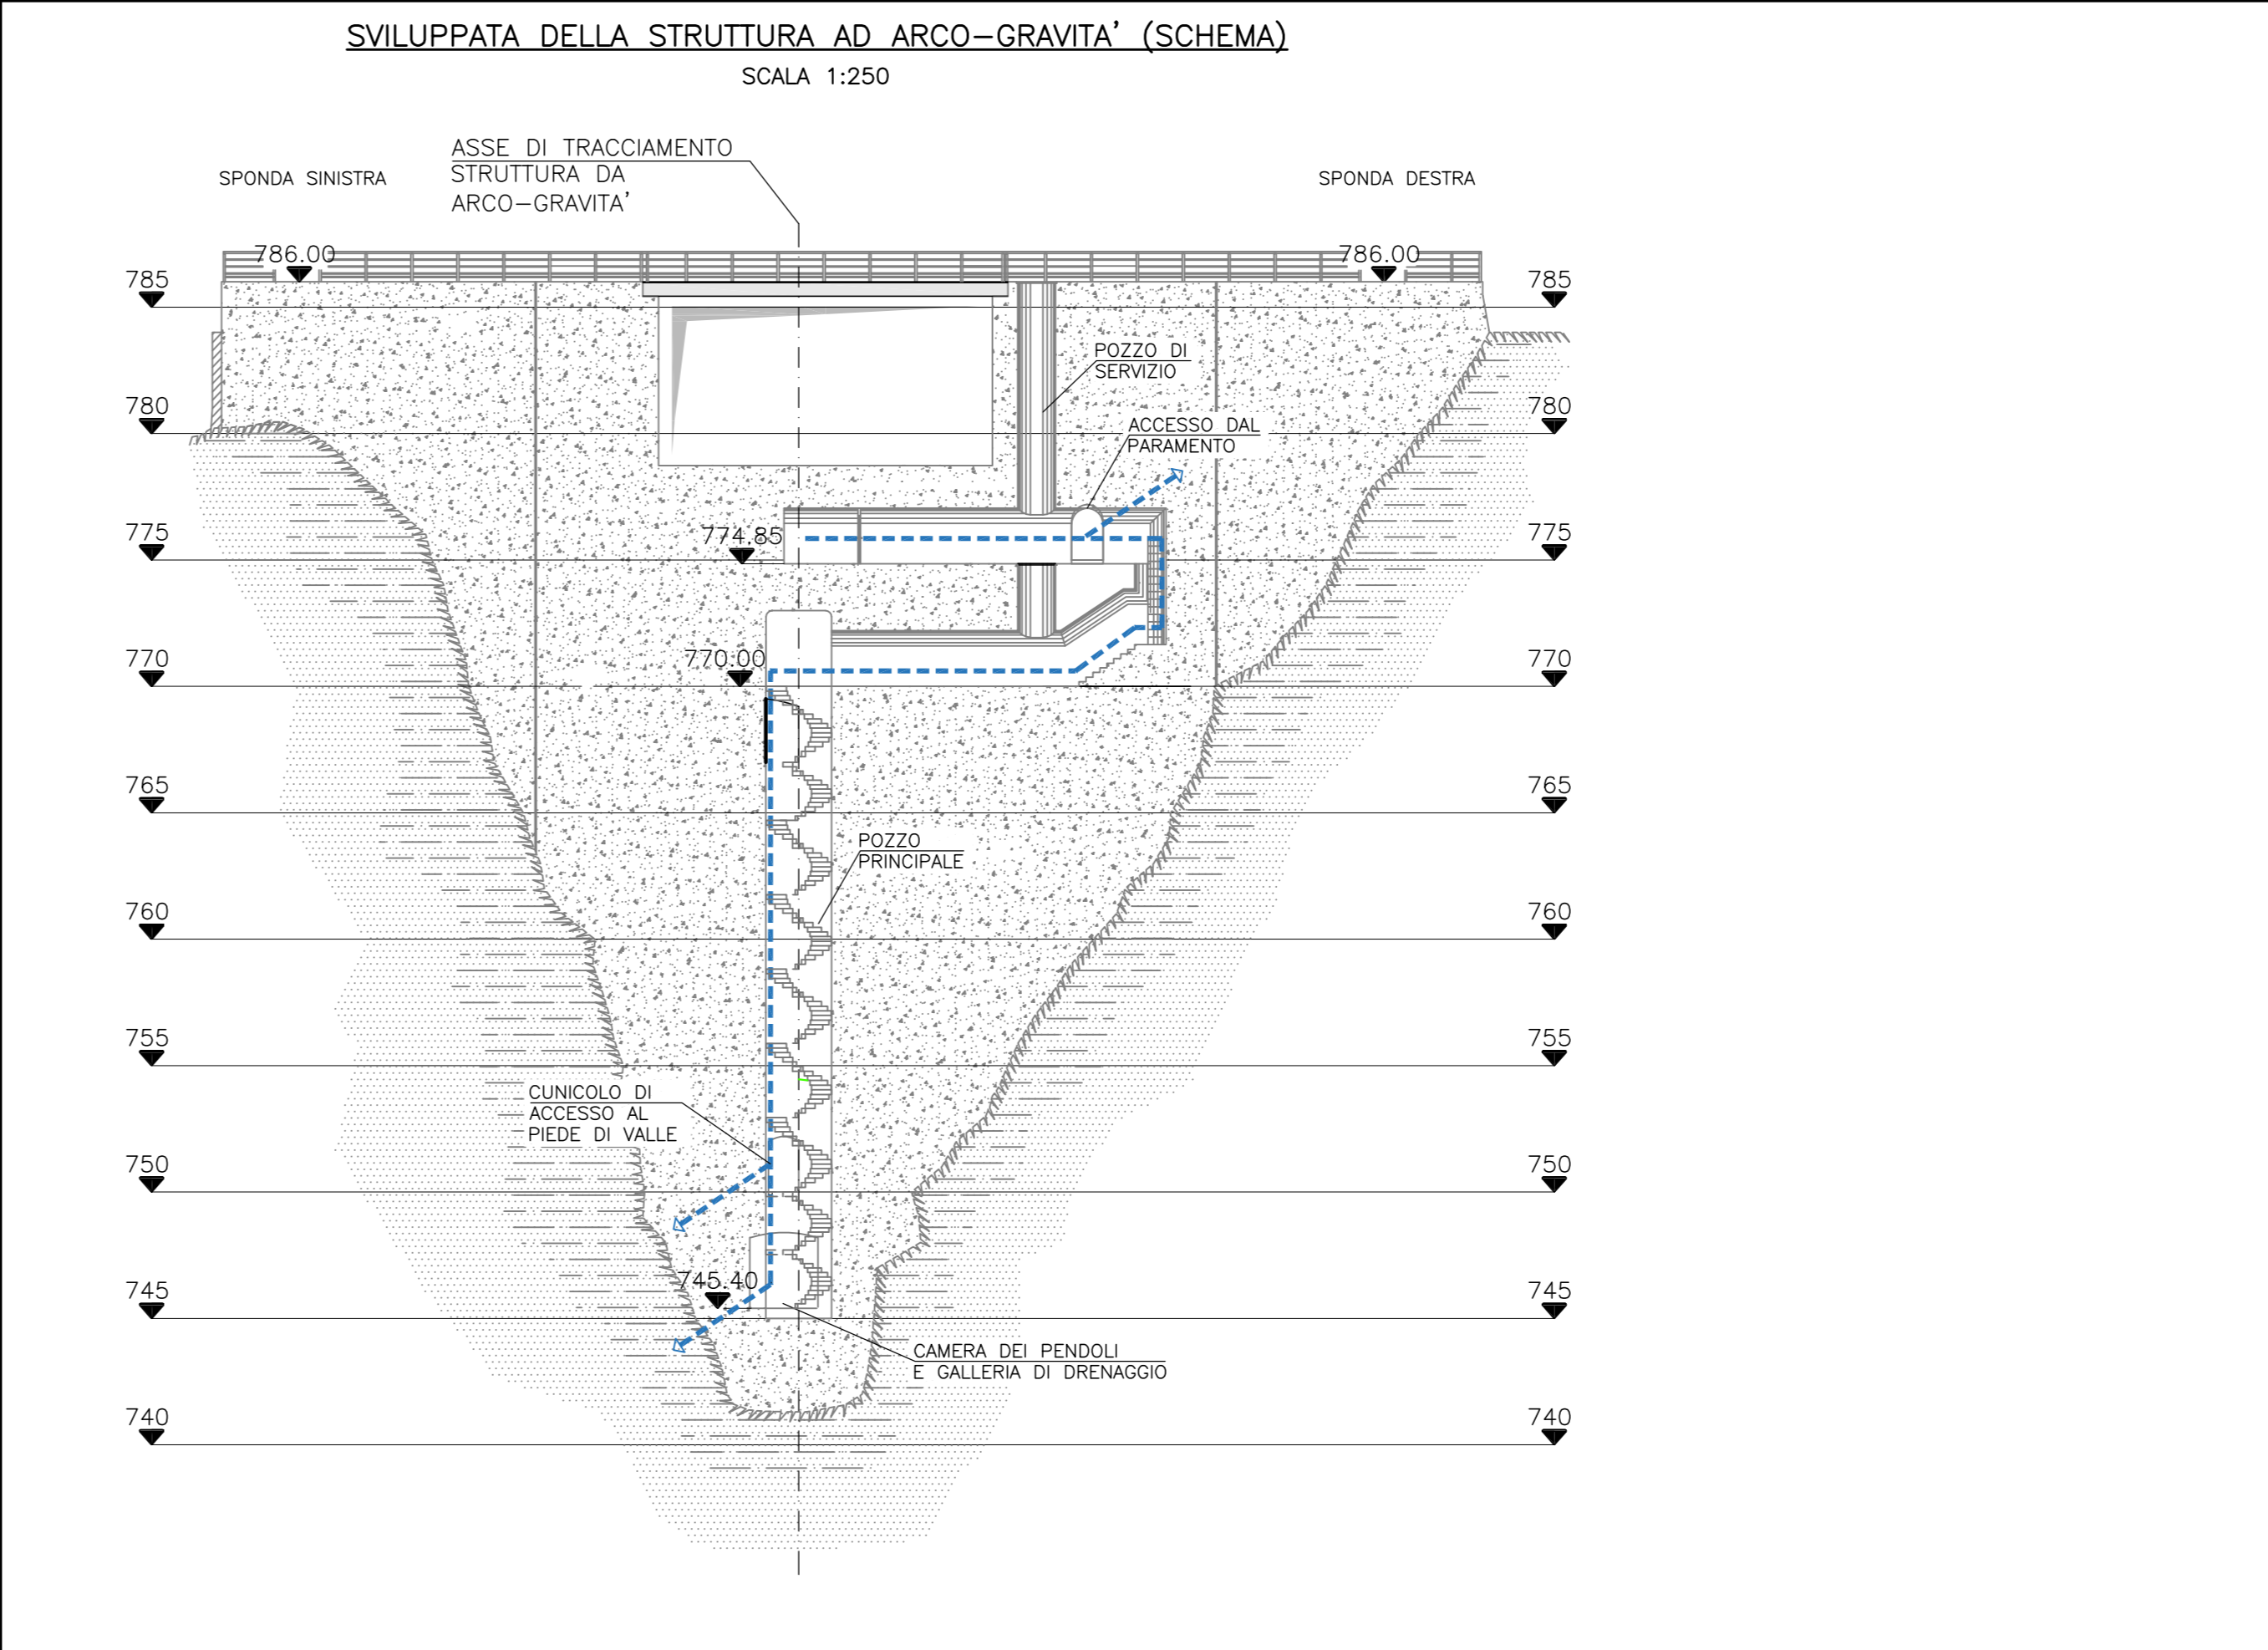 SVILUPPATA DELLA STRUTTURA AD ARCO-GRAVITA' (SCHEMA)
SCALA 1:250
ASSE DI TRACCIAMENTO
STRUTTURA DA
ARCO-GRAVITA'
SPONDA SINISTRA
SPONDA DESTRA
786.00
786.00
785
785
POZZO DI
SERVIZIO
780
780
ACCESSO DAL
PARAMENTO
774.85
775
775
770.00
770
770
765
765
POZZO
PRINCIPALE
760
760
755
755
CUNICOLO DI
ACCESSO AL
PIEDE DI VALLE
750
750
745.40
745
745
CAMERA DEI PENDOLI
E GALLERIA DI DRENAGGIO
740
740